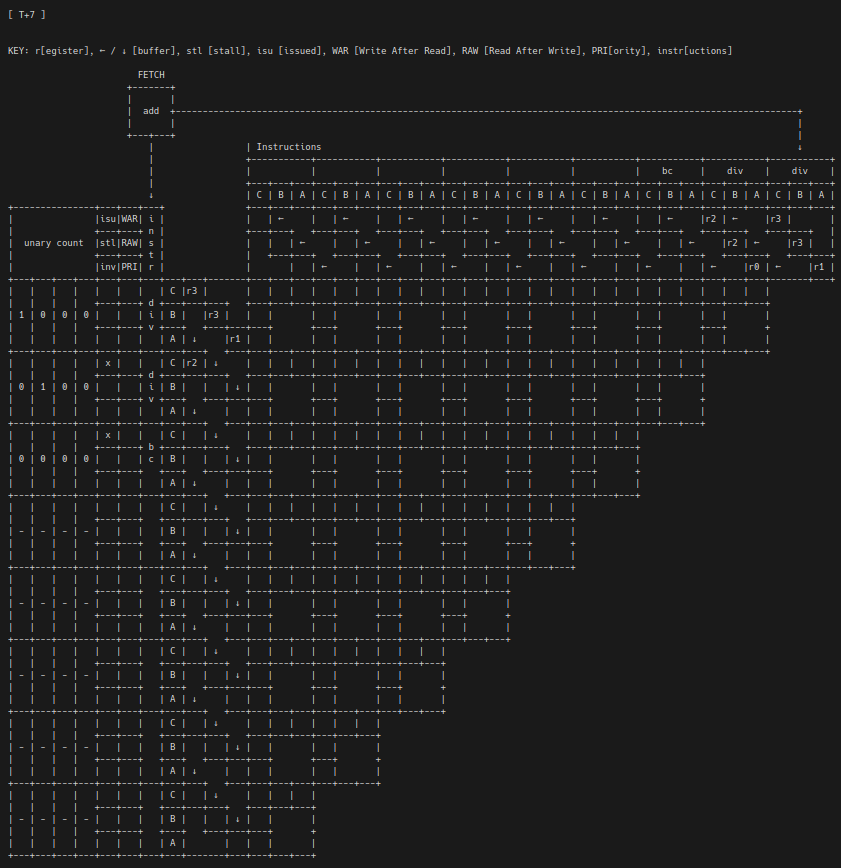 [ T+7 ]
KEY: r[egister], ← / ↓ [buffer], stl [stall], isu [issued], WAR [Write After Read], RAW [Read After Write], PRI[ority], instr[uctions]
FETCH
add
Instructions
↓
bc div div
↓ C B A C B A C B A C B A C B A C B A C B A C B A C B A
isu WAR i ← ← ← ← ← ← ← r2 ← r3
n
unary count stl RAW s ← ← ← ← ← ← ← r2 ← r3
t
inv PRI r ← ← ← ← ← ← ← r0 ← r1
C r3
d
1 0 0 0 i B r3
v
A ↓ r1
x C r2 ↓
d
0 1 0 0 i B ↓
v
A ↓
x C ↓
b
0 0 0 0 c B ↓
A ↓
C ↓
- - - - B ↓
A ↓
C ↓
- - - - B ↓
A ↓
C ↓
- - - - B ↓
A ↓
C ↓
- - - - B ↓
A ↓
C ↓
- - - - B ↓
A